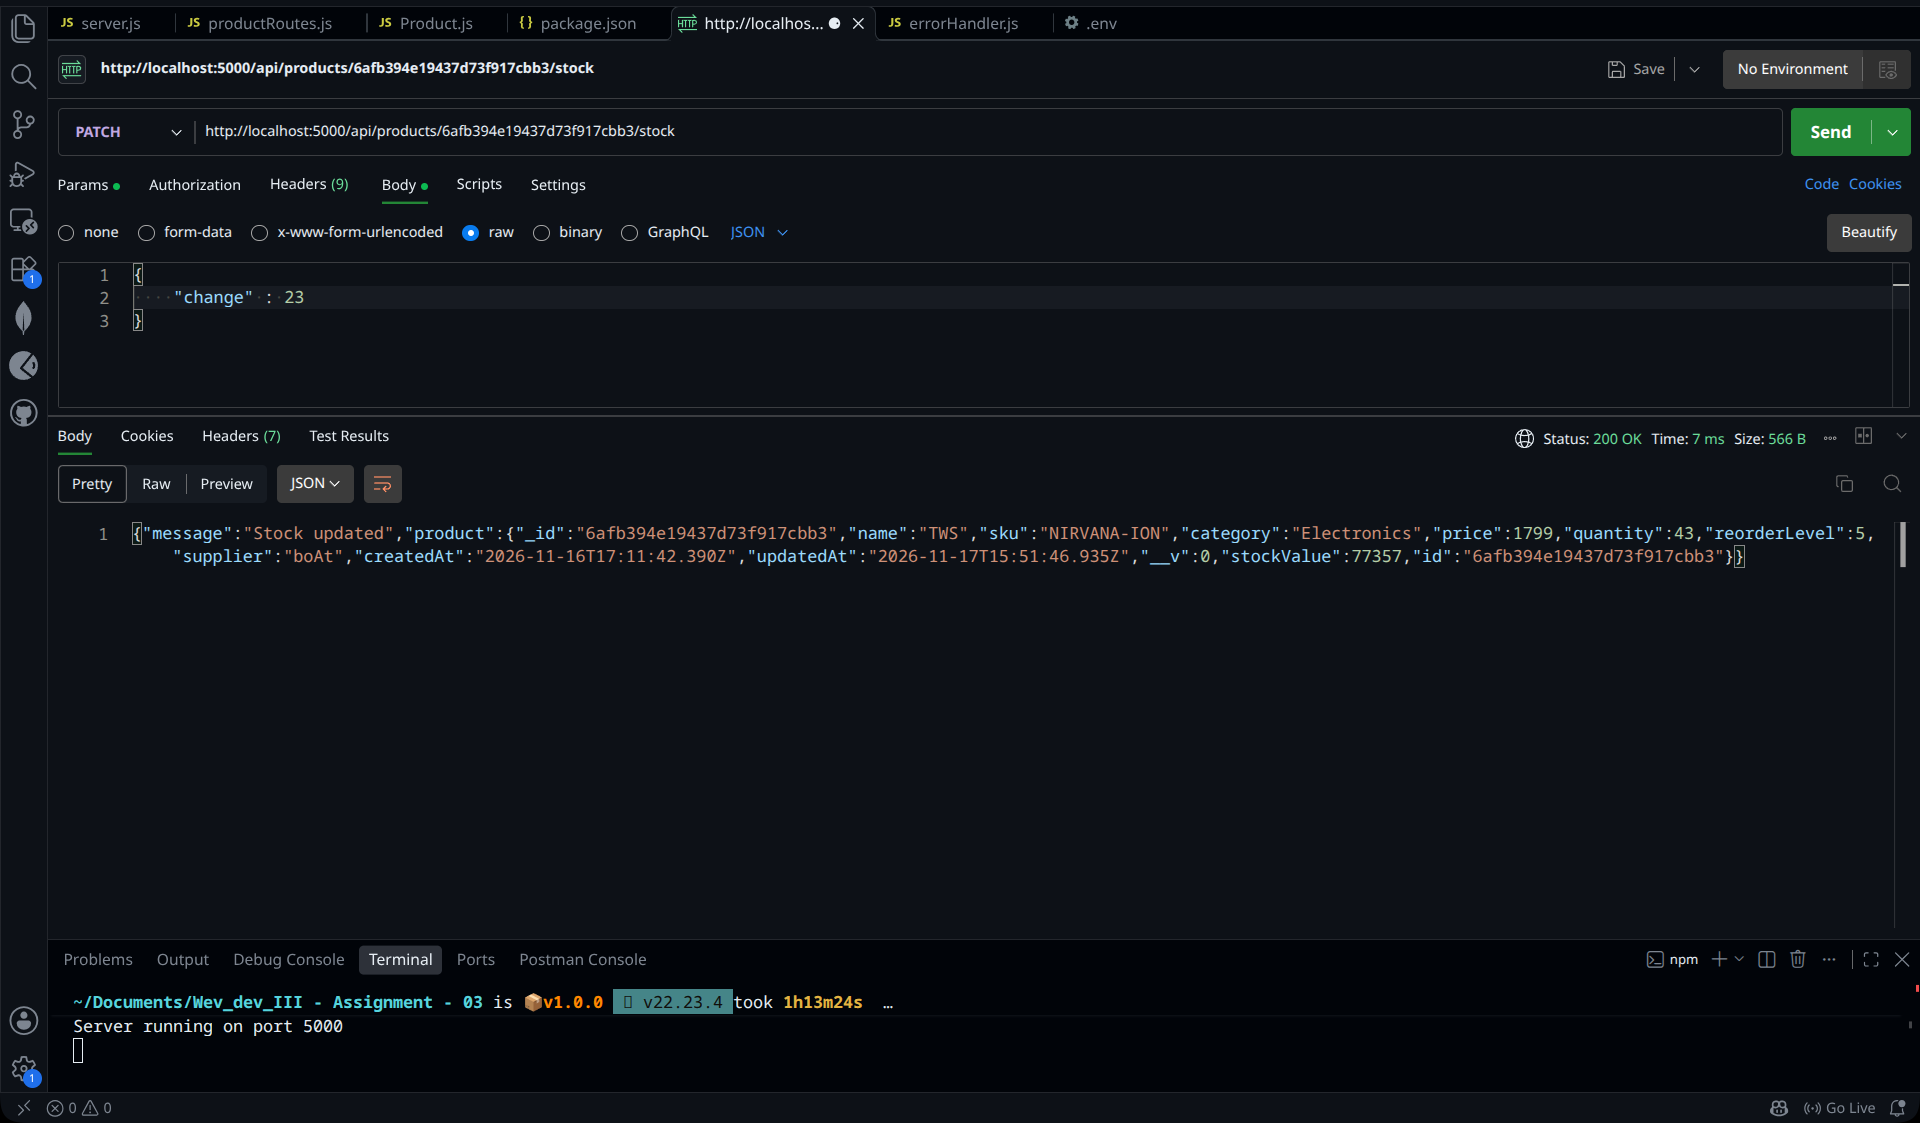 JS server.js JS productRoutes.js JS Product.js {} package.json HTTP http://localhos... JS errorHandler.js .env
HTTP http://localhost:5000/api/products/6afb394e19437d73f917cbb3/stock Save No Environment
PATCH http://localhost:5000/api/products/6afb394e19437d73f917cbb3/stock Send
Params Authorization Headers (9) Body Scripts Settings Code Cookies
none form-data x-www-form-urlencoded raw binary GraphQL JSON Beautify
1 {
2 ····"change"·:·23
3 }
1
Body Cookies Headers (7) Test Results Status: 200 OK Time: 7 ms Size: 566 B
Pretty Raw Preview JSON
1 {"message":"Stock updated","product":{"_id":"6afb394e19437d73f917cbb3","name":"TWS","sku":"NIRVANA-ION","category":"Electronics","price":1799,"quantity":43,"reorderLevel":5,
"supplier":"boAt","createdAt":"2026-11-16T17:11:42.390Z","updatedAt":"2026-11-17T15:51:46.935Z","__v":0,"stockValue":77357,"id":"6afb394e19437d73f917cbb3"}}
Problems Output Debug Console Terminal Ports Postman Console npm
~/Documents/Wev_dev_III - Assignment - 03 is 📦v1.0.0 v22.23.4 took 1h13m24s …
Server running on port 5000
1
0 0 Go Live